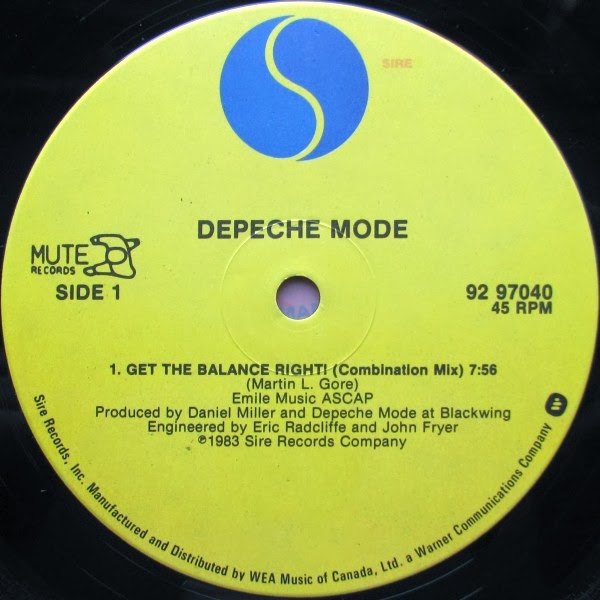 SIRE
DEPECHE MODE
MUTE
RECORDS
SIDE 1
92 97040
45 RPM
1. GET THE BALANCE RIGHT! (Combination Mix) 7:56
(Martin L. Gore)
Emile Music ASCAP
Produced by Daniel Miller and Depeche Mode at Blackwing
Engineered by Eric Radcliffe and John Fryer
℗1983 Sire Records Company
Sire Records, Inc. Manufactured and Distributed by WEA Music of Canada, Ltd. a Warner Communications Company